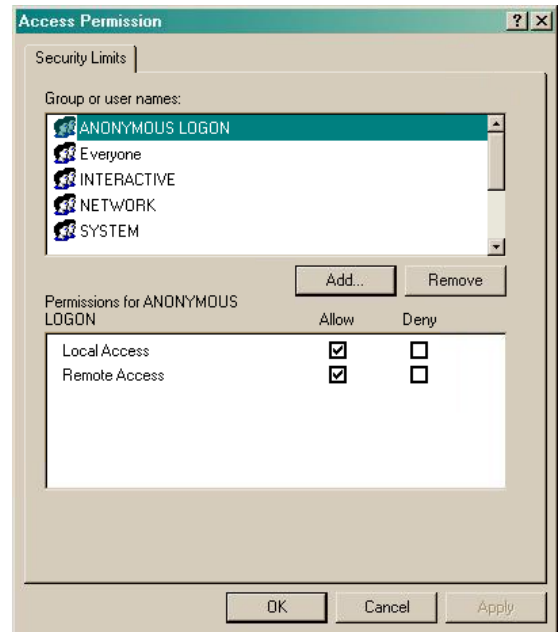 Access Permission
Security Limits
Group or user names:
ANONYMOUS LOGON
Everyone
INTERACTIVE
NETWORK
SYSTEM
Add... Remove
Permissions for ANONYMOUS
LOGON Allow Deny
Local Access
Remote Access
OK Cancel Apply